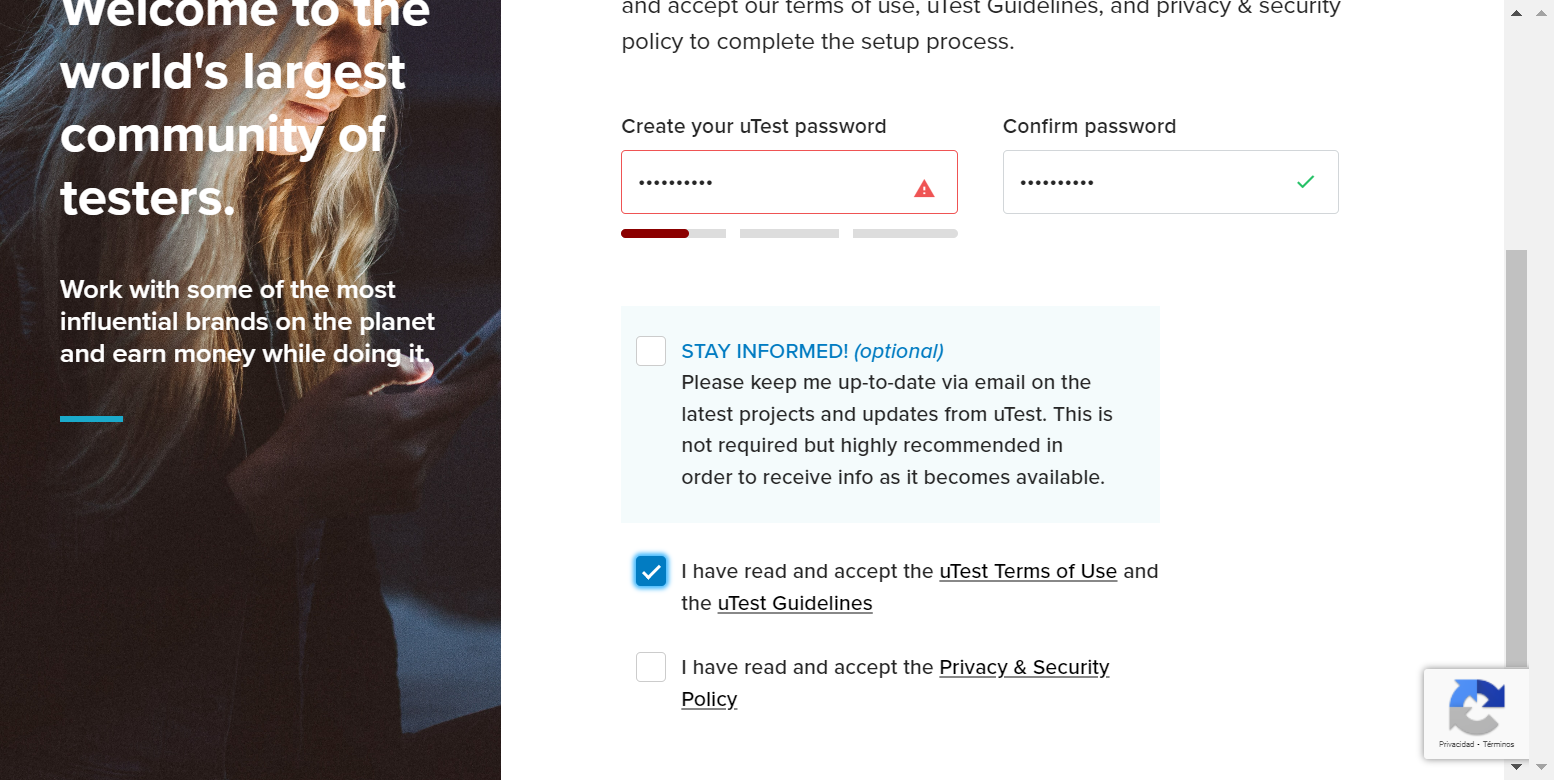 Welcome to the
world's largest
community of
testers.
Work with some of the most
influential brands on the planet
and earn money while doing it.
and accept our terms of use, uTest Guidelines, and privacy & security
policy to complete the setup process.
Create your uTest password
Confirm password
••••••••••
••••••••••
STAY INFORMED! (optional)
Please keep me up-to-date via email on the
latest projects and updates from uTest. This is
not required but highly recommended in
order to receive info as it becomes available.
I have read and accept the uTest Terms of Use and
the uTest Guidelines
I have read and accept the Privacy & Security
Policy
Privacidad - Términos